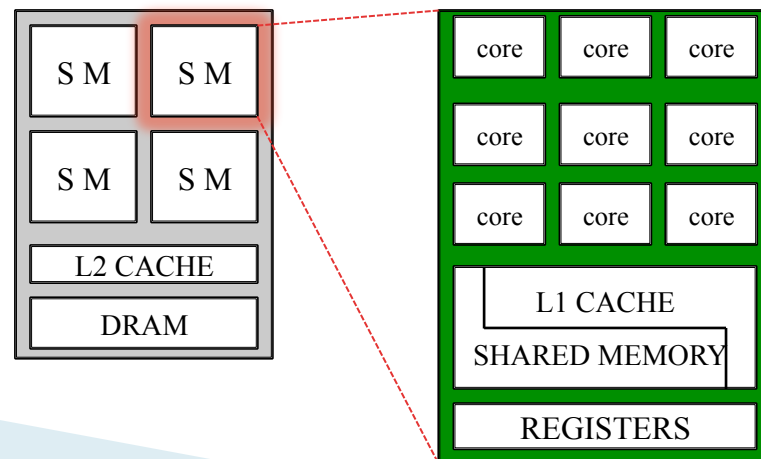 S M
S M
S M
S M
L2 CACHE
DRAM
core
core
core
core
core
core
core
core
core
L1 CACHE
SHARED MEMORY
REGISTERS